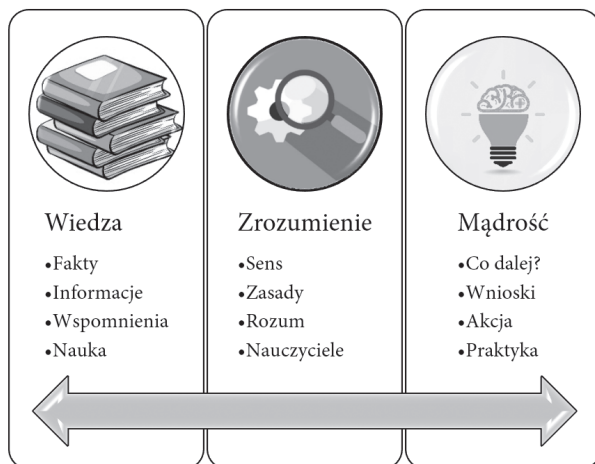 Wiedza
•Fakty
•Informacje
•Wspomnienia
•Nauka
Zrozumienie
•Sens
•Zasady
•Rozum
•Nauczyciele
Mądrość
•Co dalej?
•Wnioski
•Akcja
•Praktyka